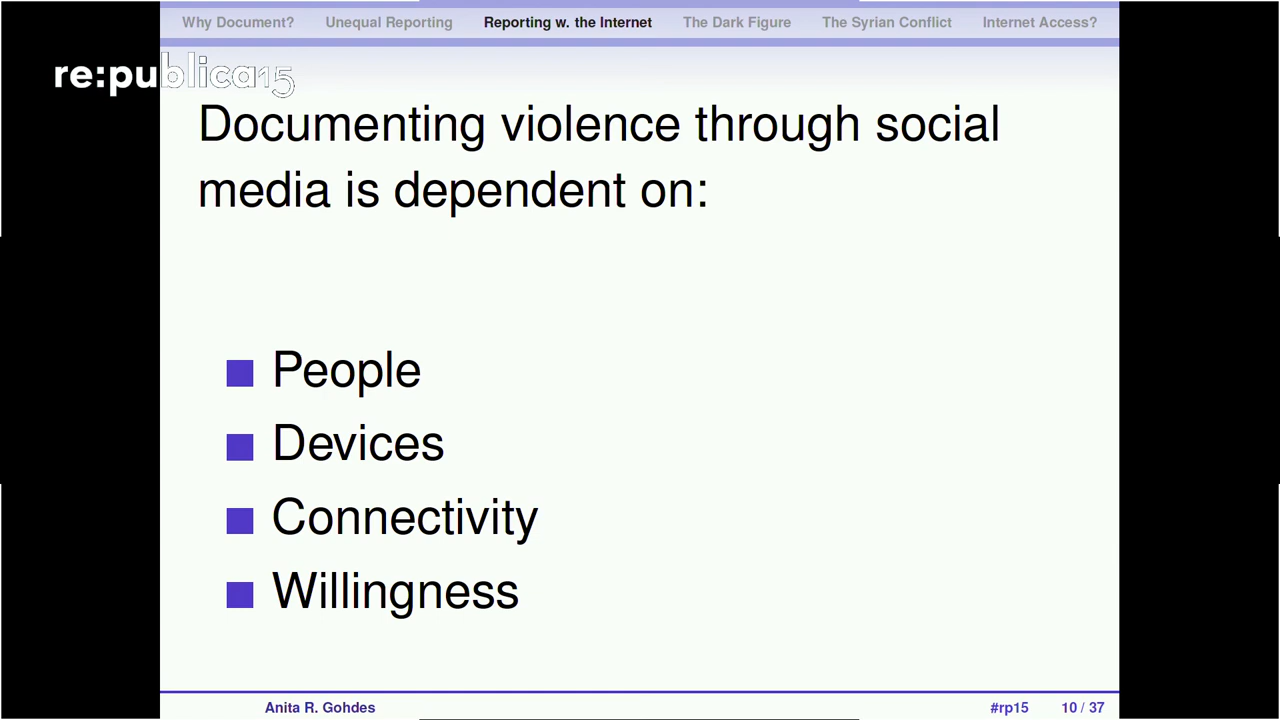 Why Document? Unequal Reporting Reporting w. the Internet The Dark Figure The Syrian Conflict Internet Access?
re:publica15
Documenting violence through social
media is dependent on:
People
Devices
Connectivity
Willingness
Anita R. Gohdes #rp15 10 / 37